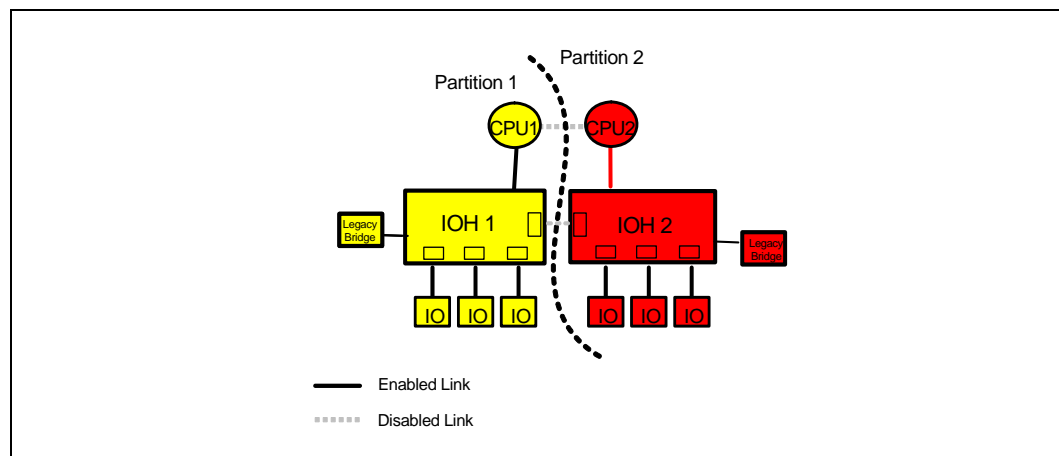 Partition 2
Partition 1
CPU1
CPU2
IOH 1
IOH 2
Legacy
Bridge
Legacy
Bridge
IO
IO
IO
IO
IO
IO
Enabled Link
Disabled Link